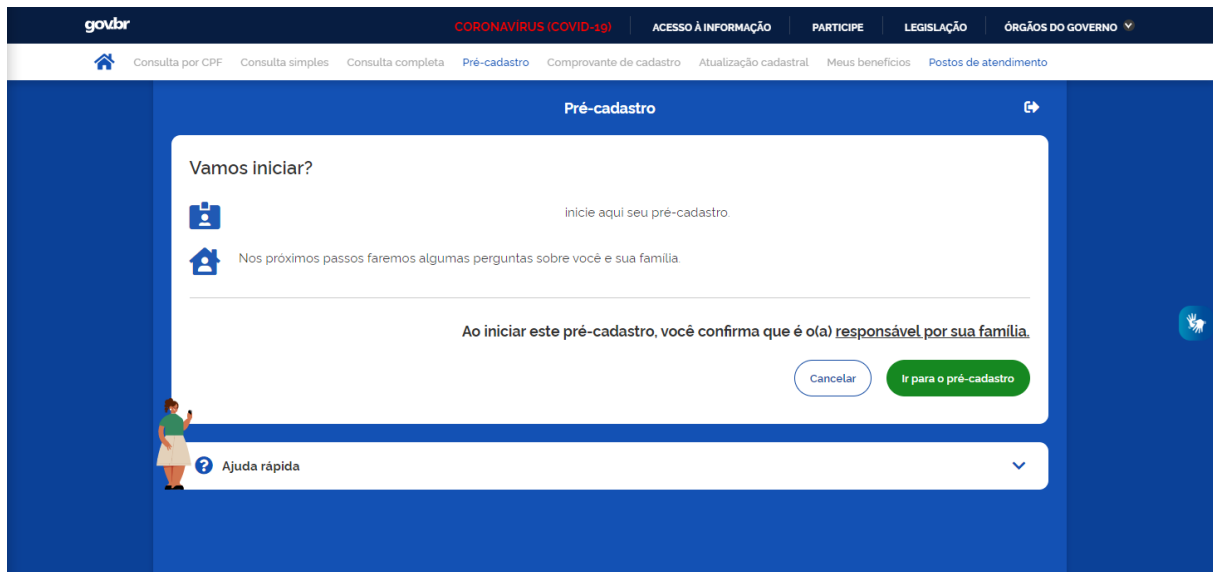 gov.br CORONAVÍRUS (COVID-19) ACESSO À INFORMAÇÃO PARTICIPE LEGISLAÇÃO ÓRGÃOS DO GOVERNO
Consulta por CPF Consulta simples Consulta completa Pré-cadastro Comprovante de cadastro Atualização cadastral Meus benefícios Postos de atendimento
Pré-cadastro
Vamos iniciar?
inicie aqui seu pré-cadastro.
Nos próximos passos faremos algumas perguntas sobre você e sua família.
Ao iniciar este pré-cadastro, você confirma que é o(a) responsável por sua família.
Cancelar Ir para o pré-cadastro
Ajuda rápida